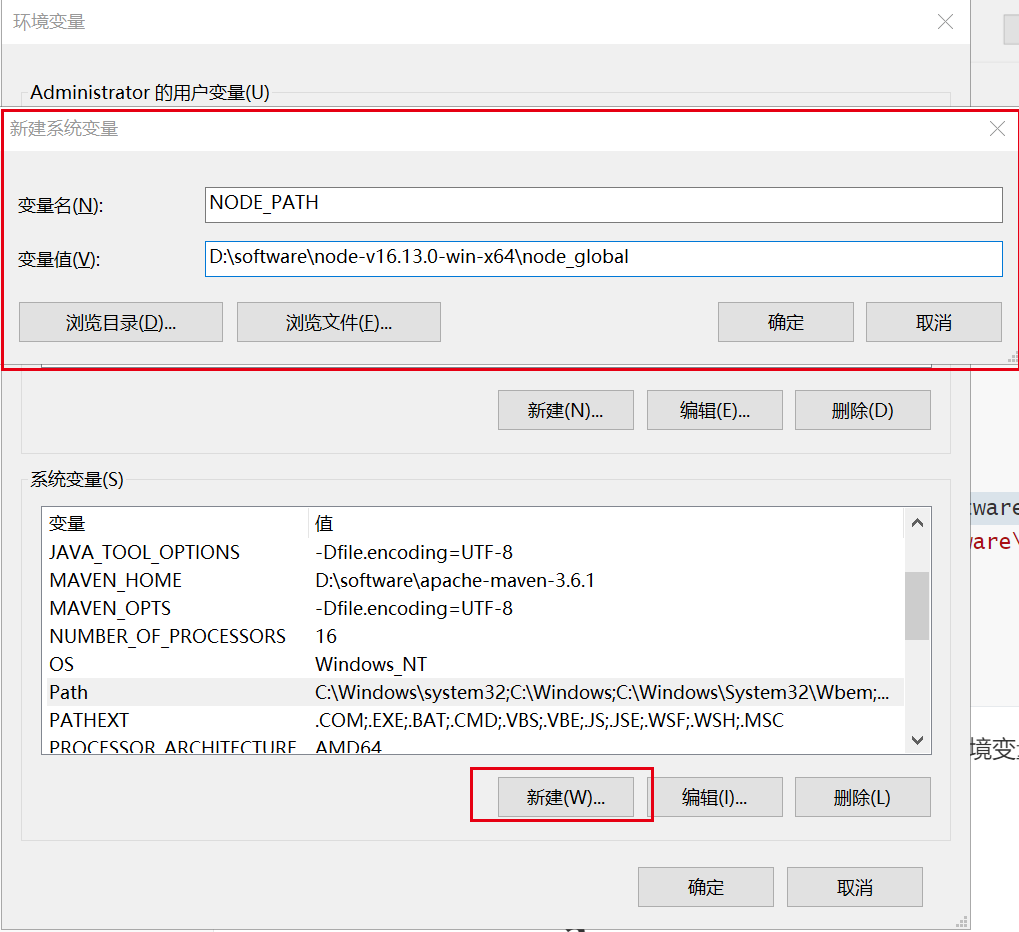 环境变量
Administrator 的用户变量(U)
新建系统变量
变量名(N):
NODE_PATH
变量值(V):
D:\software\node-v16.13.0-win-x64\node_global
浏览目录(D)...
浏览文件(F)...
确定
取消
新建(N)...
编辑(E)...
删除(D)
系统变量(S)
变量 值
JAVA_TOOL_OPTIONS -Dfile.encoding=UTF-8
MAVEN_HOME D:\software\apache-maven-3.6.1
MAVEN_OPTS -Dfile.encoding=UTF-8
NUMBER_OF_PROCESSORS 16
OS Windows_NT
Path C:\Windows\system32;C:\Windows;C:\Windows\System32\Wbem;...
PATHEXT .COM;.EXE;.BAT;.CMD;.VBS;.VBE;.JS;.JSE;.WSF;.WSH;.MSC
PROCESSOR_ARCHITECTURE AMD64
新建(W)...
编辑(I)...
删除(L)
确定
取消